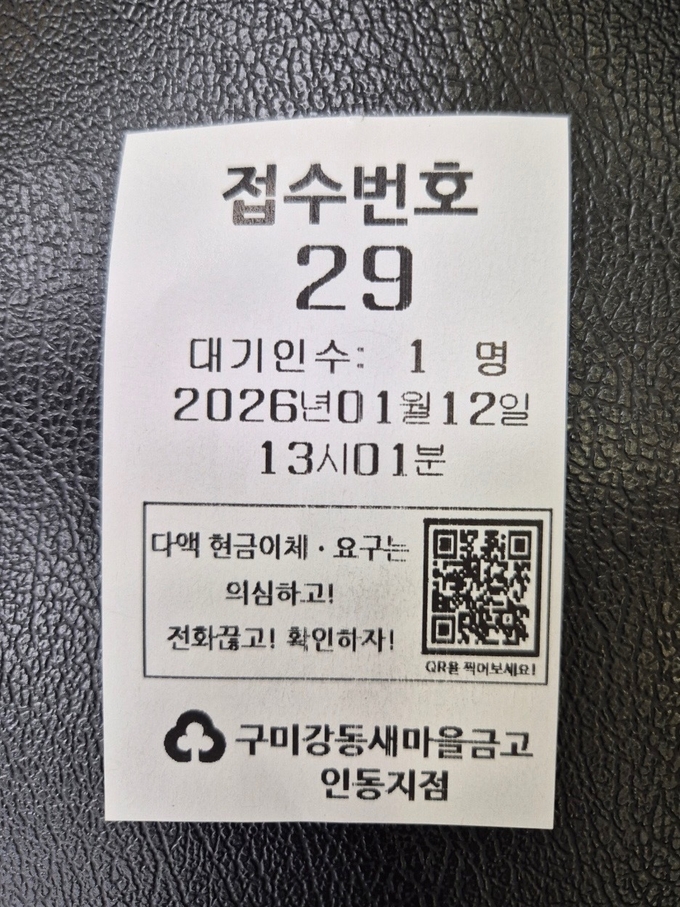 접수번호
29
대기인수: 1 명
2026년01월12일
13시01분
다액 현금이체·요구는
의심하고!
전화끊고! 확인하자!
QR을 찍어보세요!
구미강동새마을금고
인동지점